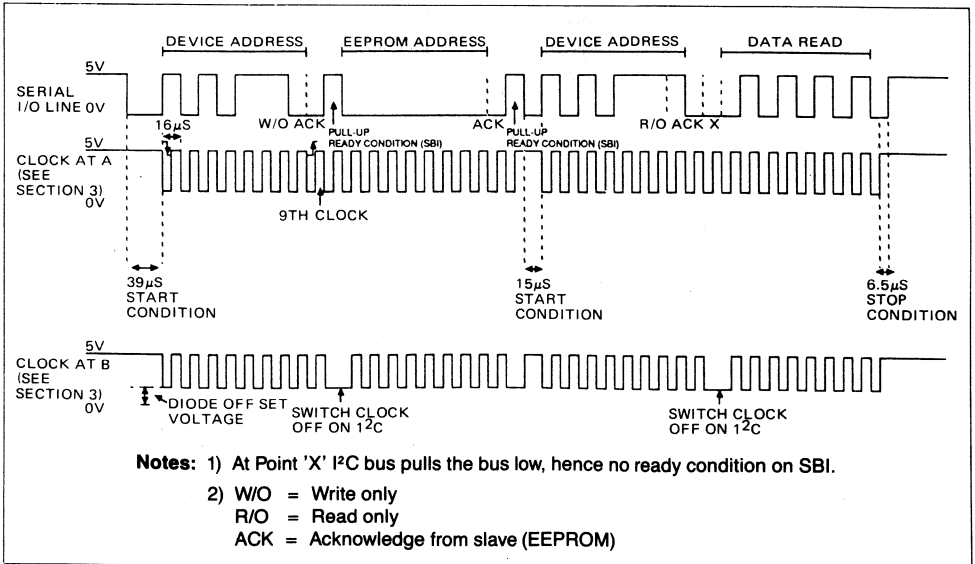 DEVICE ADDRESS EEPROM ADDRESS DEVICE ADDRESS DATA READ
5V
SERIAL
I/O LINE 0V
16µS W/O ACK ACK R/O ACK X
PULL-UP
READY CONDITION (SBI)
PULL-UP
READY CONDITION (SBI)
5V
CLOCK AT A
(SEE
SECTION 3)
0V
9TH CLOCK
39µS
START
CONDITION
15µS
START
CONDITION
6.5µS
STOP
CONDITION
5V
CLOCK AT B
(SEE
SECTION 3)
0V
DIODE OFF SET
VOLTAGE
SWITCH CLOCK
OFF ON 1²C
SWITCH CLOCK
OFF ON 1²C
Notes: 1) At Point 'X' I²C bus pulls the bus low, hence no ready condition on SBI.
2) W/O = Write only
R/O = Read only
ACK = Acknowledge from slave (EEPROM)